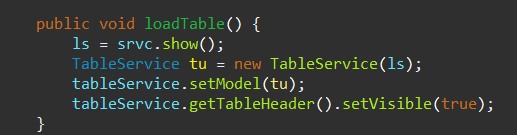 public void loadTable() {
ls = srvc.show();
TableService tu = new TableService(ls);
tableService.setModel(tu);
tableService.getTableHeader().setVisible(true);
}